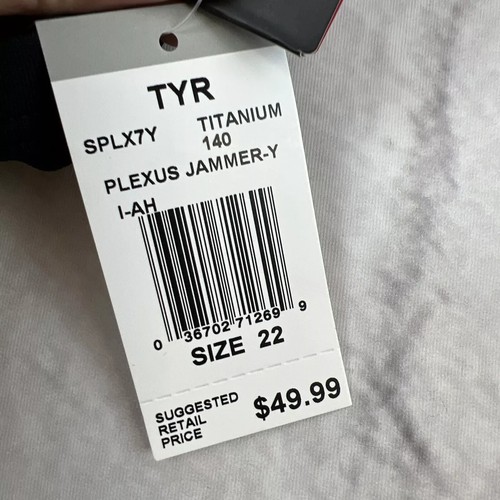 TYR
SPLX7Y TITANIUM
140
PLEXUS JAMMER-Y
I-AH
0 36702 71269 9
SIZE 22
SUGGESTED
RETAIL
PRICE
$49.99